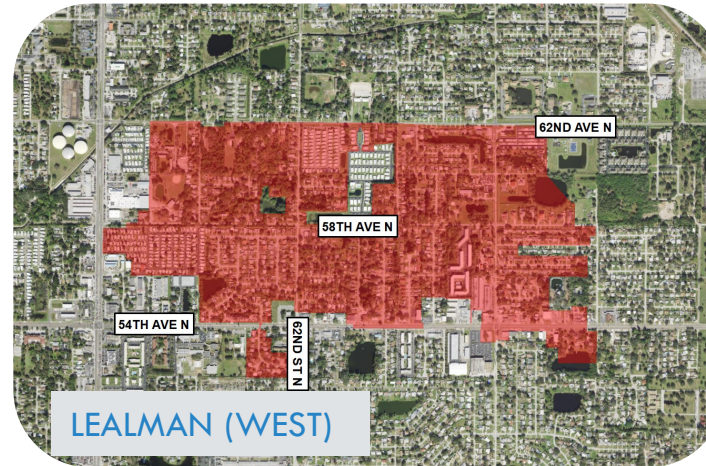 62ND AVE N
58TH AVE N
54TH AVE N
62ND ST N
LEALMAN (WEST)